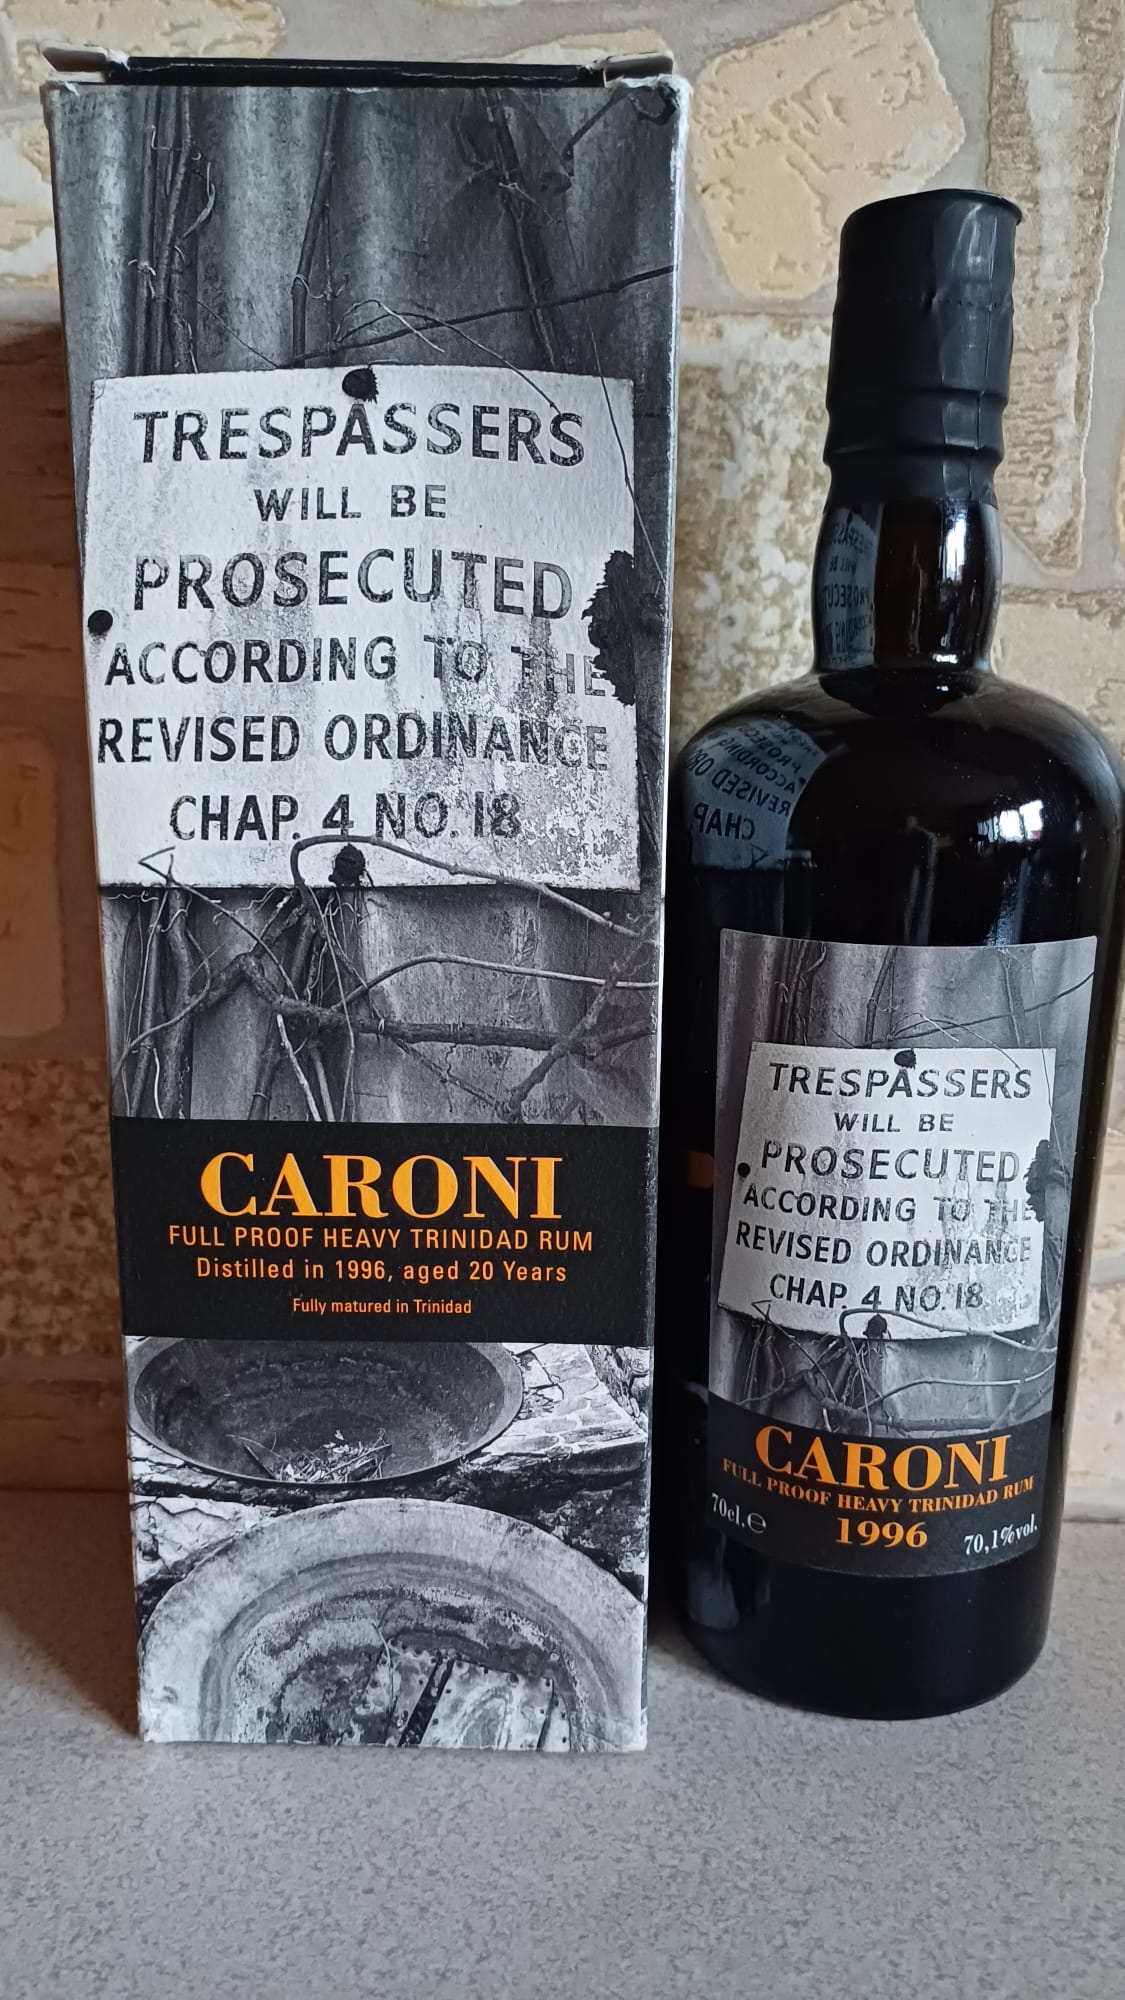 TRESPASSERS
WILL BE
PROSECUTED
ACCORDING TO THE
REVISED ORDINANCE
CHAP. 4 NO. 18
CARONI
FULL PROOF HEAVY TRINIDAD RUM
Distilled in 1996, aged 20 Years
Fully matured in Trinidad
TRESPASSERS
WILL BE
PROSECUTED
ACCORDING TO THE
REVISED ORDINANCE
CHAP. 4 NO. 18
CARONI
FULL PROOF HEAVY TRINIDAD RUM
70cl.e 1996 70,1%vol.